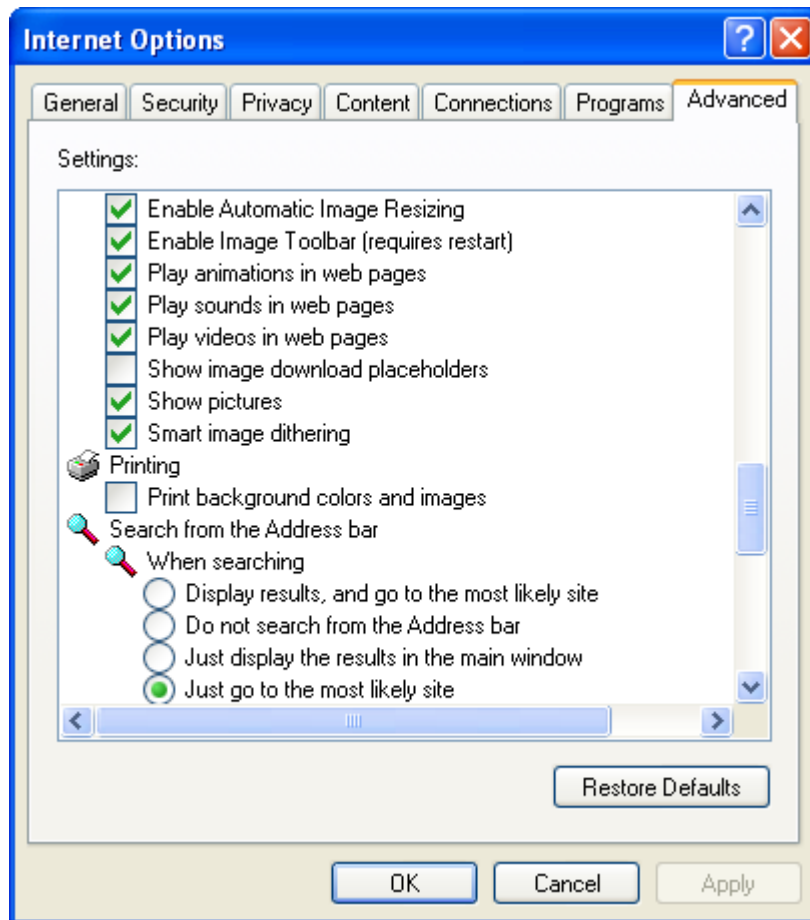 Internet Options
General Security Privacy Content Connections Programs Advanced
Settings:
Enable Automatic Image Resizing
Enable Image Toolbar (requires restart)
Play animations in web pages
Play sounds in web pages
Play videos in web pages
Show image download placeholders
Show pictures
Smart image dithering
Printing
Print background colors and images
Search from the Address bar
When searching
Display results, and go to the most likely site
Do not search from the Address bar
Just display the results in the main window
Just go to the most likely site
Restore Defaults
OK Cancel Apply